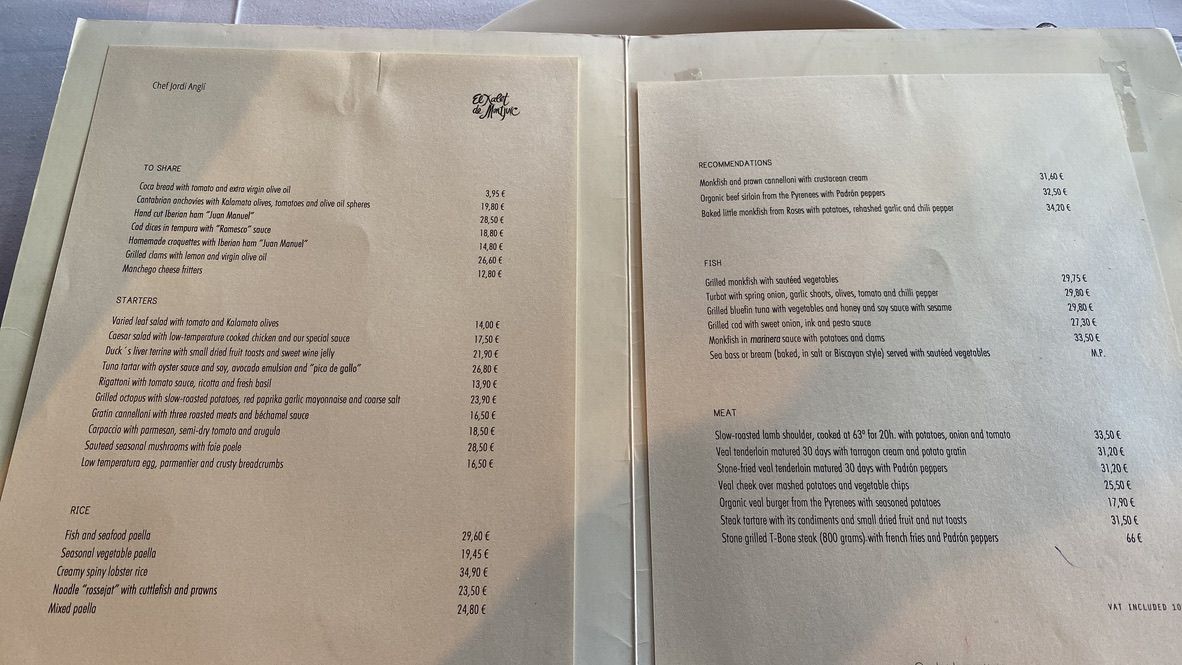 Chef Jordi Anglí
El Xalet
de Montjuïc
TO SHARE
Coca bread with tomato and extra virgin olive oil 3,95 €
Cantabrian anchovies with Kalamata olives, tomatoes and olive oil spheres 19,80 €
Hand cut Iberian ham "Juan Manuel" 28,50 €
Cod dices in tempura with "Romesco" sauce 18,80 €
Homemade croquettes with Iberian ham "Juan Manuel" 14,80 €
Grilled clams with lemon and virgin olive oil 26,60 €
Manchego cheese fritters 12,80 €
STARTERS
Varied leaf salad with tomato and Kalamata olives 14,00 €
Caesar salad with low-temperature cooked chicken and our special sauce 17,50 €
Duck´s liver terrine with small dried fruit toasts and sweet wine jelly 21,90 €
Tuna tartar with oyster sauce and soy, avocado emulsion and "pico de gallo" 26,80 €
Rigattoni with tomato sauce, ricotta and fresh basil 13,90 €
Grilled octopus with slow-roasted potatoes, red paprika garlic mayonnaise and coarse salt 23,90 €
Gratin cannelloni with three roasted meats and béchamel sauce 16,50 €
Carpaccio with parmesan, semi-dry tomato and arugula 18,50 €
Sauteed seasonal mushrooms with foie poele 28,50 €
Low temperatura egg, parmentier and crusty breadcrumbs 16,50 €
RICE
Fish and seafood paella 29,60 €
Seasonal vegetable paella 19,45 €
Creamy spiny lobster rice 34,90 €
Noodle "rossejat" with cuttlefish and prawns 23,50 €
Mixed paella 24,80 €
RECOMMENDATIONS
Monkfish and prawn cannelloni with crustacean cream 31,60 €
Organic beef sirloin from the Pyrenees with Padrón peppers 32,50 €
Baked little monkfish from Roses with potatoes, rehashed garlic and chili pepper 34,20 €
FISH
Grilled monkfish with sautéed vegetables 29,75 €
Turbot with spring onion, garlic shoots, olives, tomato and chilli pepper 29,80 €
Grilled bluefin tuna with vegetables and honey and soy sauce with sesame 29,80 €
Grilled cod with sweet onion, ink and pesto sauce 27,30 €
Monkfish in marinera sauce with potatoes and clams 33,50 €
Sea bass or bream (baked, in salt or Biscayan style) served with sautéed vegetables M.P.
MEAT
Slow-roasted lamb shoulder, cooked at 63º for 20h. with potatoes, onion and tomato 33,50 €
Veal tenderloin matured 30 days with tarragon cream and potato gratin 31,20 €
Stone-fried veal tenderloin matured 30 days with Padrón peppers 31,20 €
Veal cheek over mashed potatoes and vegetable chips 25,50 €
Organic veal burger from the Pyrenees with seasoned potatoes 17,90 €
Steak tartare with its condiments and small dried fruit and nut toasts 31,50 €
Stone grilled T-Bone steak (800 grams).with french fries and Padrón peppers 66 €
VAT INCLUDED 10